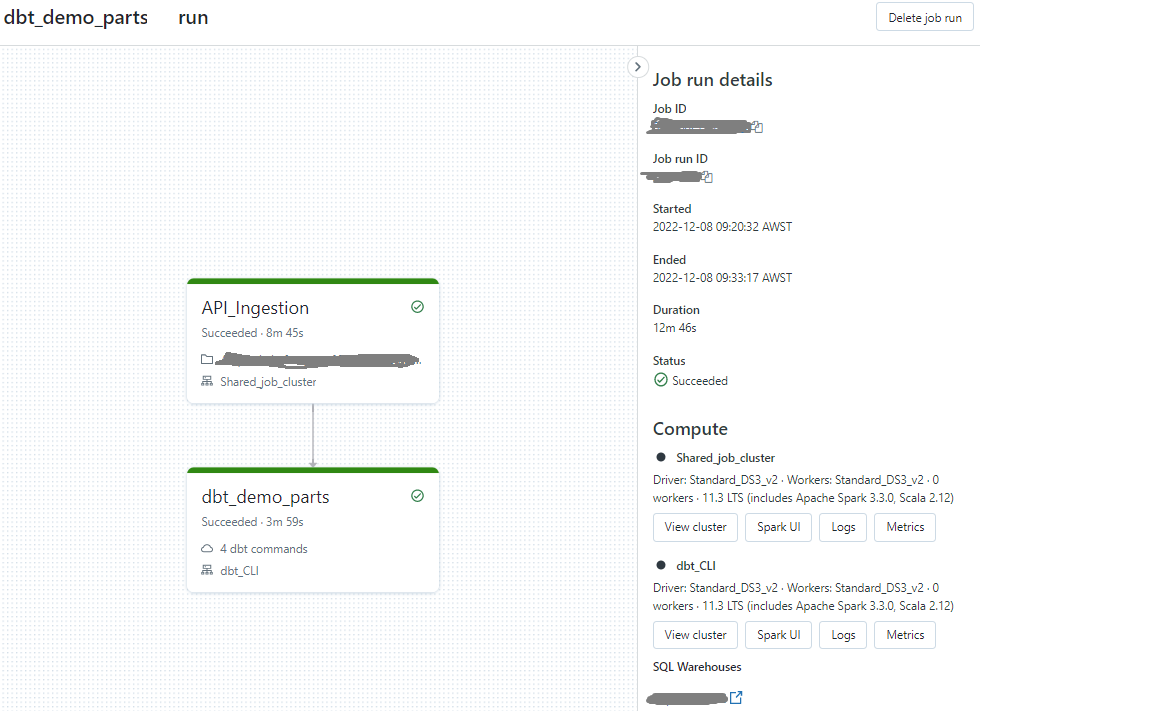 dbt_demo_parts run
Delete job run
API_Ingestion
Succeeded · 8m 45s
Shared_job_cluster
dbt_demo_parts
Succeeded · 3m 59s
4 dbt commands
dbt_CLI
Job run details
Job ID
Job run ID
Started
2022-12-08 09:20:32 AWST
Ended
2022-12-08 09:33:17 AWST
Duration
12m 46s
Status
Succeeded
Compute
Shared_job_cluster
Driver: Standard_DS3_v2 · Workers: Standard_DS3_v2 · 0
workers · 11.3 LTS (includes Apache Spark 3.3.0, Scala 2.12)
View cluster Spark UI Logs Metrics
dbt_CLI
Driver: Standard_DS3_v2 · Workers: Standard_DS3_v2 · 0
workers · 11.3 LTS (includes Apache Spark 3.3.0, Scala 2.12)
View cluster Spark UI Logs Metrics
SQL Warehouses